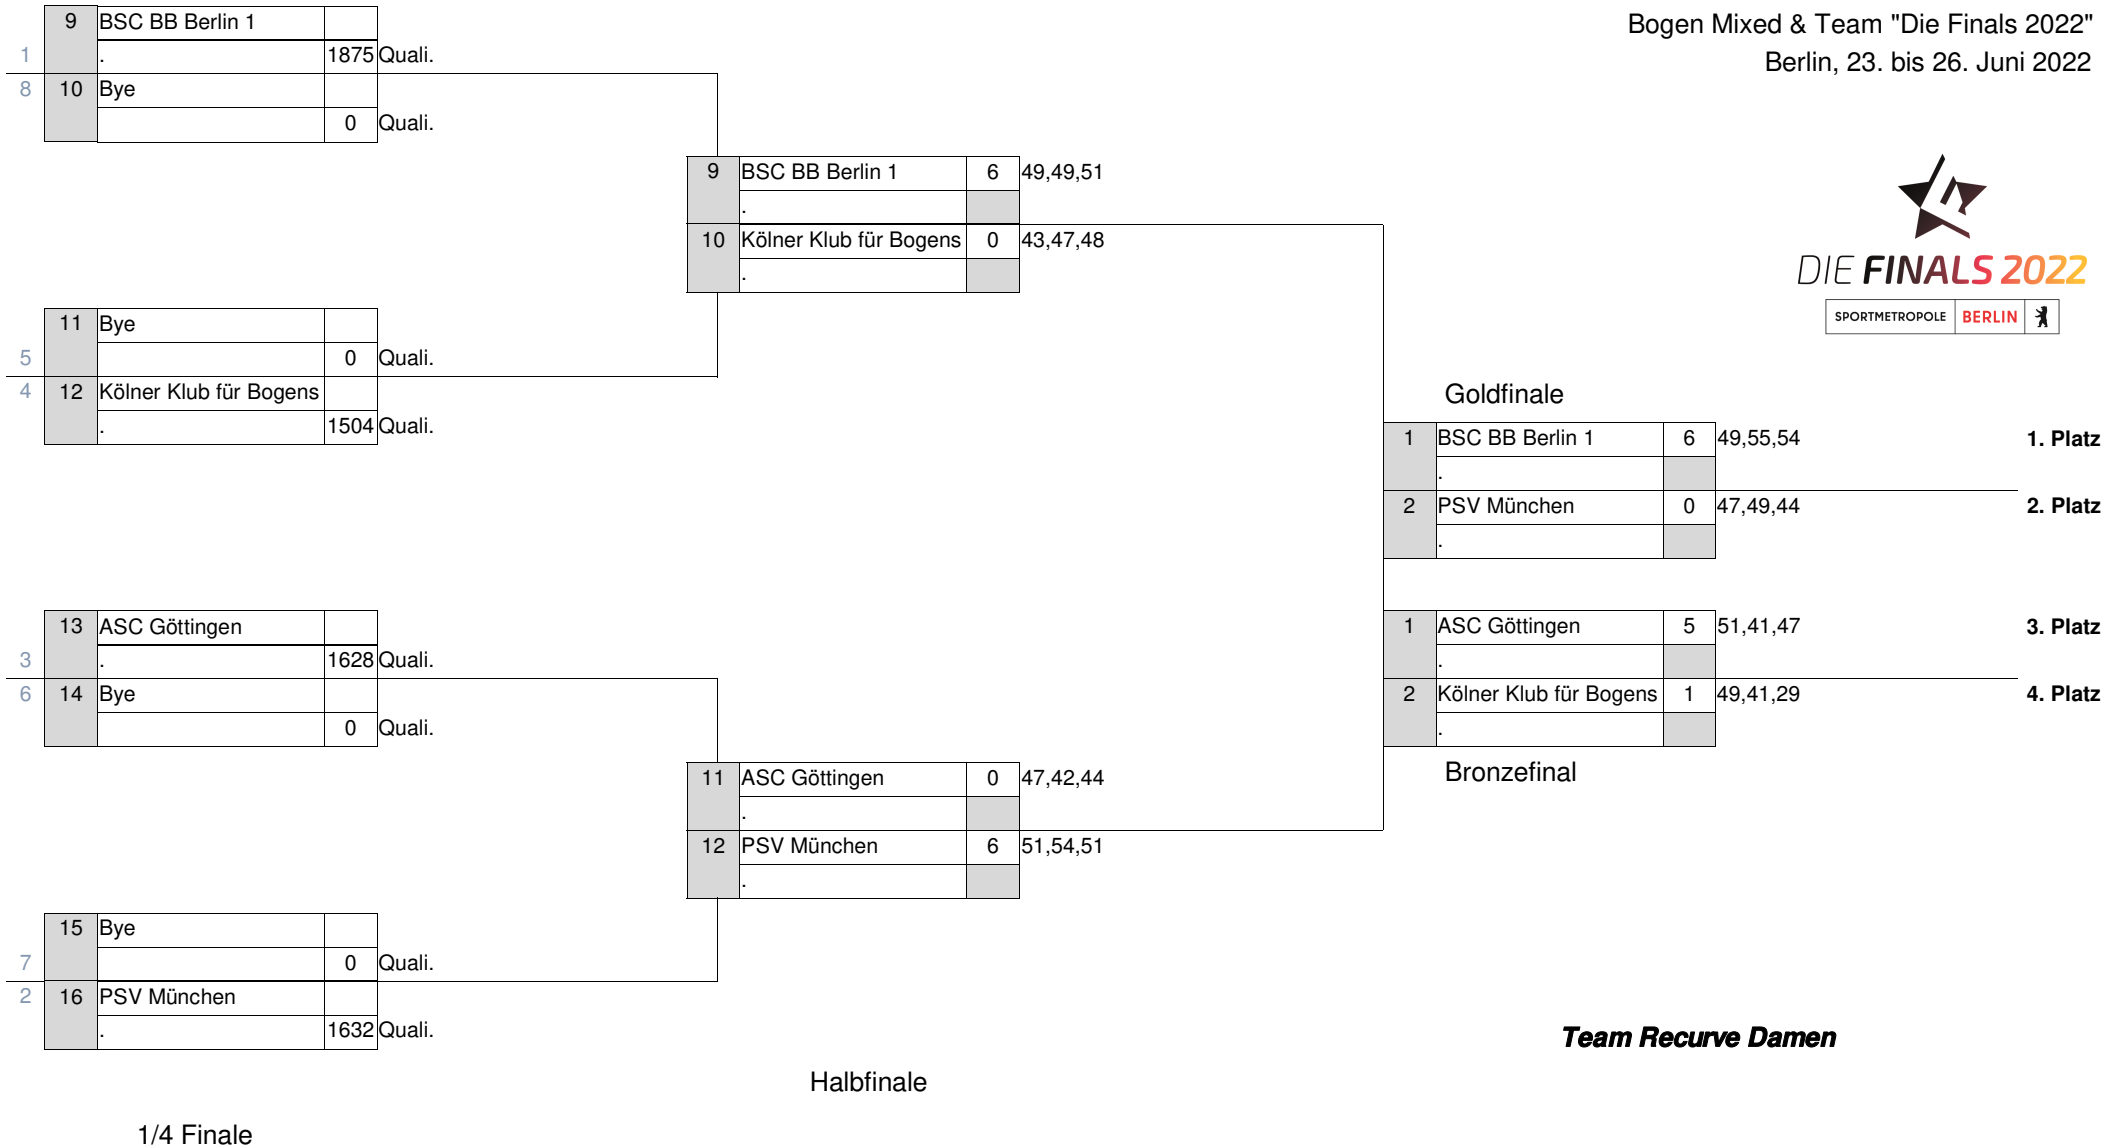 Bogen Mixed & Team "Die Finals 2022"
Berlin, 23. bis 26. Juni 2022
DIE FINALS 2022
SPORTMETROPOLE BERLIN
9 BSC BB Berlin 1
1 . 1875 Quali.
8 10 Bye
0 Quali.
9 BSC BB Berlin 1 6 49,49,51
.
10 Kölner Klub für Bogens 0 43,47,48
.
11 Bye
5 0 Quali.
4 12 Kölner Klub für Bogens
. 1504 Quali.
Goldfinale
1 BSC BB Berlin 1 6 49,55,54 1. Platz
.
2 PSV München 0 47,49,44 2. Platz
.
13 ASC Göttingen
3 . 1628 Quali.
6 14 Bye
0 Quali.
1 ASC Göttingen 5 51,41,47 3. Platz
.
2 Kölner Klub für Bogens 1 49,41,29 4. Platz
.
Bronzefinal
11 ASC Göttingen 0 47,42,44
.
12 PSV München 6 51,54,51
.
15 Bye
7 0 Quali.
2 16 PSV München
. 1632 Quali.
Team Recurve Damen
Halbfinale
1/4 Finale